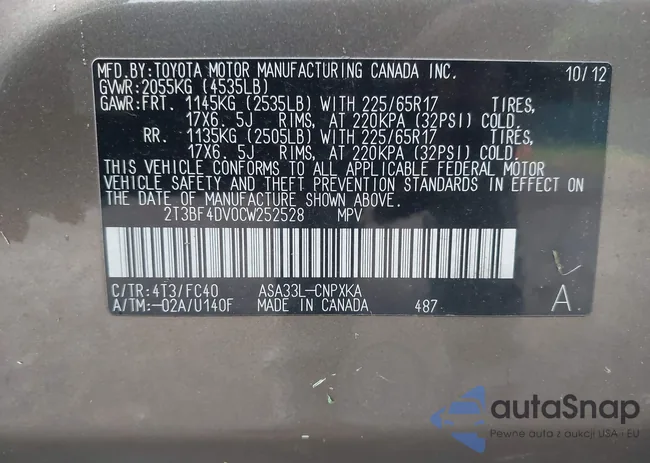 MFD.BY:TOYOTA MOTOR MANUFACTURING CANADA INC. 10/12
GVWR:2055KG (4535LB)
GAWR:FRT. 1145KG (2535LB) WITH 225/65R17 TIRES,
17X6.5J RIMS, AT 220KPA (32PSI) COLD.
RR. 1135KG (2505LB) WITH 225/65R17 TIRES,
17X6.5J RIMS, AT 220KPA (32PSI) COLD.
THIS VEHICLE CONFORMS TO ALL APPLICABLE FEDERAL MOTOR
VEHICLE SAFETY AND THEFT PREVENTION STANDARDS IN EFFECT ON
THE DATE OF MANUFACTURE SHOWN ABOVE.
2T3BF4DV0CW252528 MPV
C/TR:4T3/FC40 ASA33L-CNPXKA
A/TM:-02A/U140F MADE IN CANADA 487 A
autaSnap
Pewne auta z aukcji USA - EU